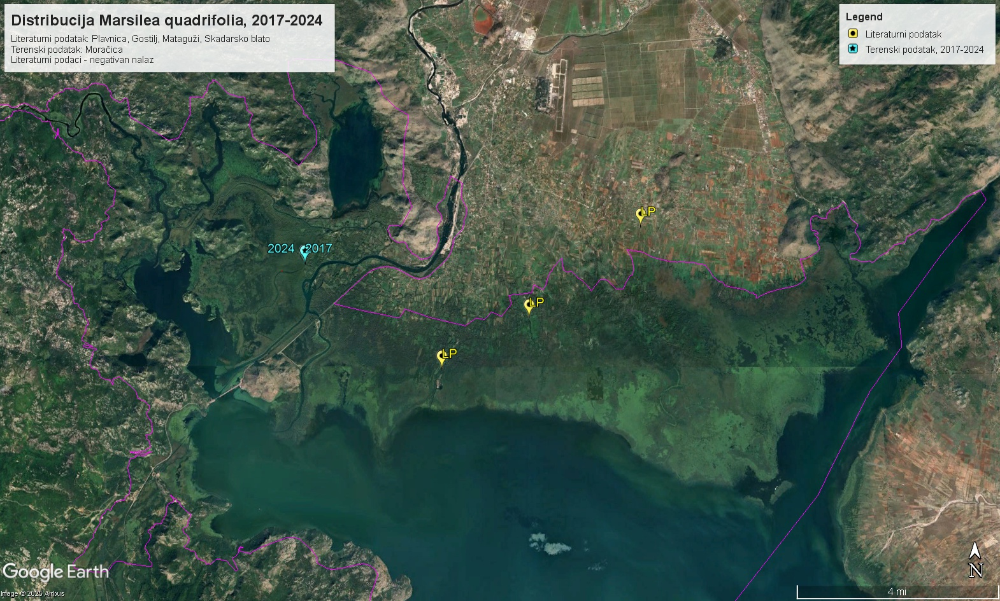 Distribucija Marsilea quadrifolia, 2017-2024
Literaturni podatak: Plavnica, Gostilj, Mataguži, Skadarsko blato
Terenski podatak: Moračica
Literaturni podaci - negativan nalaz
Legend
Literaturni podatak
Terenski podatak, 2017-2024
LP
2024 2017
LP
LP
Google Earth
Image © 2025 Airbus
N
4 mi